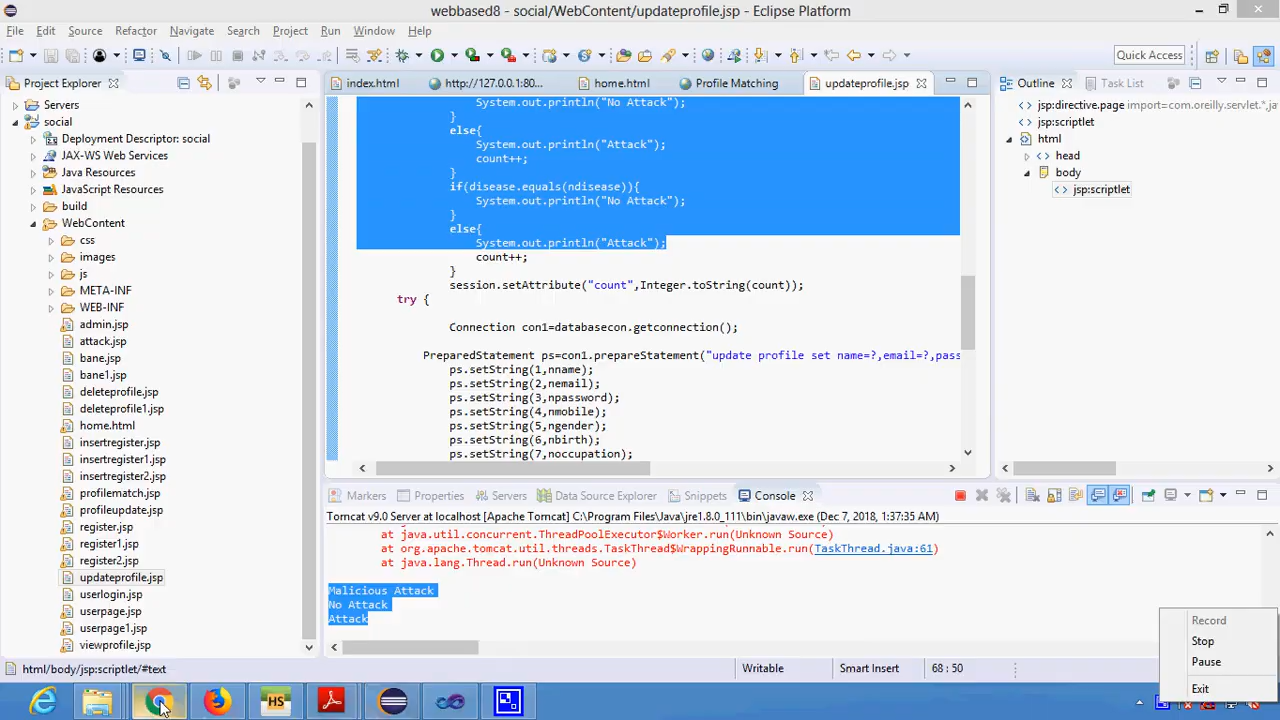 webbased8 - social/WebContent/updateprofile.jsp - Eclipse Platform
File Edit Source Refactor Navigate Search Project Run Window Help
Quick Access
Project Explorer
Servers
social
Deployment Descriptor: social
JAX-WS Web Services
Java Resources
JavaScript Resources
build
WebContent
css
images
js
META-INF
WEB-INF
admin.jsp
attack.jsp
bane.jsp
bane1.jsp
deleteprofile.jsp
deleteprofile1.jsp
home.html
insertregister.jsp
insertregister1.jsp
insertregister2.jsp
profilematch.jsp
profileupdate.jsp
register.jsp
register1.jsp
register2.jsp
updateprofile.jsp
userlogin.jsp
userpage.jsp
userpage1.jsp
viewprofile.jsp
index.html http://127.0.0.1:80... home.html Profile Matching updateprofile.jsp
System.out.println("No Attack");
}
else{
System.out.println("Attack");
count++;
}
if(disease.equals(ndisease)){
System.out.println("No Attack");
}
else{
System.out.println("Attack");
count++;
}
session.setAttribute("count",Integer.toString(count));
try {
Connection con1=databasecon.getconnection();
PreparedStatement ps=con1.prepareStatement("update profile set name=?,email=?,pass
ps.setString(1,nname);
ps.setString(2,nemail);
ps.setString(3,npassword);
ps.setString(4,nmobile);
ps.setString(5,ngender);
ps.setString(6,nbirth);
ps.setString(7,noccupation);
Outline Task List
jsp:directive.page import=com.oreilly.servlet.*,ja
jsp:scriptlet
html
head
body
jsp:scriptlet
Markers Properties Servers Data Source Explorer Snippets Console
Tomcat v9.0 Server at localhost [Apache Tomcat] C:\Program Files\Java\jre1.8.0_111\bin\javaw.exe (Dec 7, 2018, 1:37:35 AM)
at java.util.concurrent.ThreadPoolExecutor$Worker.run(Unknown Source)
at org.apache.tomcat.util.threads.TaskThread$WrappingRunnable.run(TaskThread.java:61)
at java.lang.Thread.run(Unknown Source)
Malicious Attack
No Attack
Attack
Record
Stop
Pause
Exit
html/body/jsp:scriptlet/#text Writable Smart Insert 68 : 50
HS